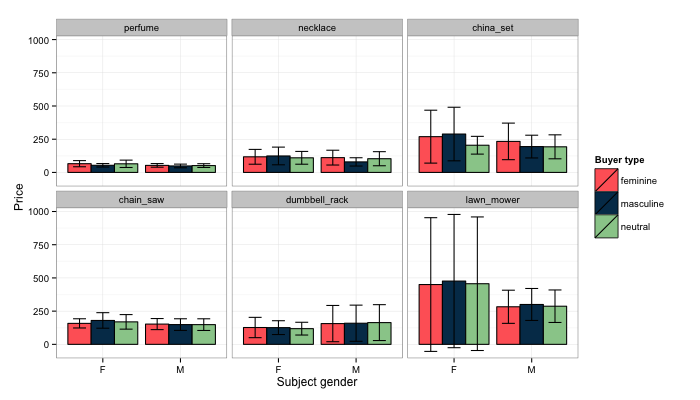 perfume necklace china_set
1000
750
500
250
0
Price
chain_saw dumbbell_rack lawn_mower
1000
750
500
250
0
F M F M F M
Subject gender
Buyer type
feminine
masculine
neutral